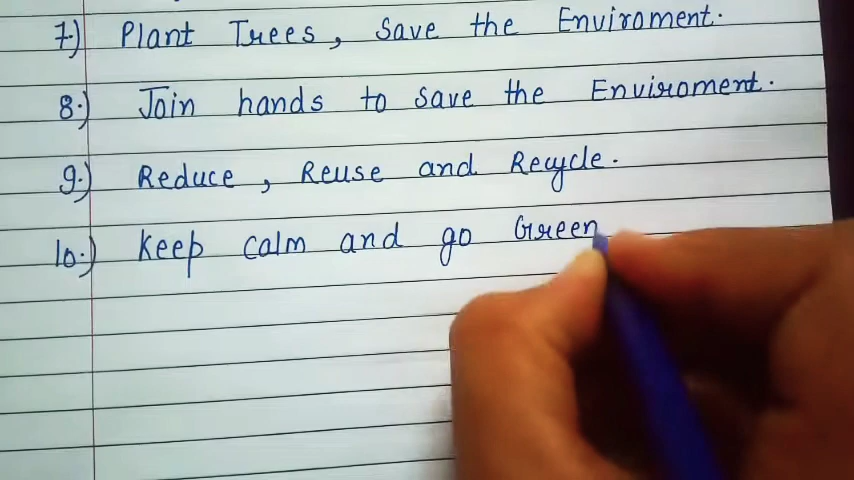 7.) Plant Trees, Save the Enviroment.
8.) Join hands to save the Enviroment.
9.) Reduce, Reuse and Recycle.
10.) Keep calm and go Green